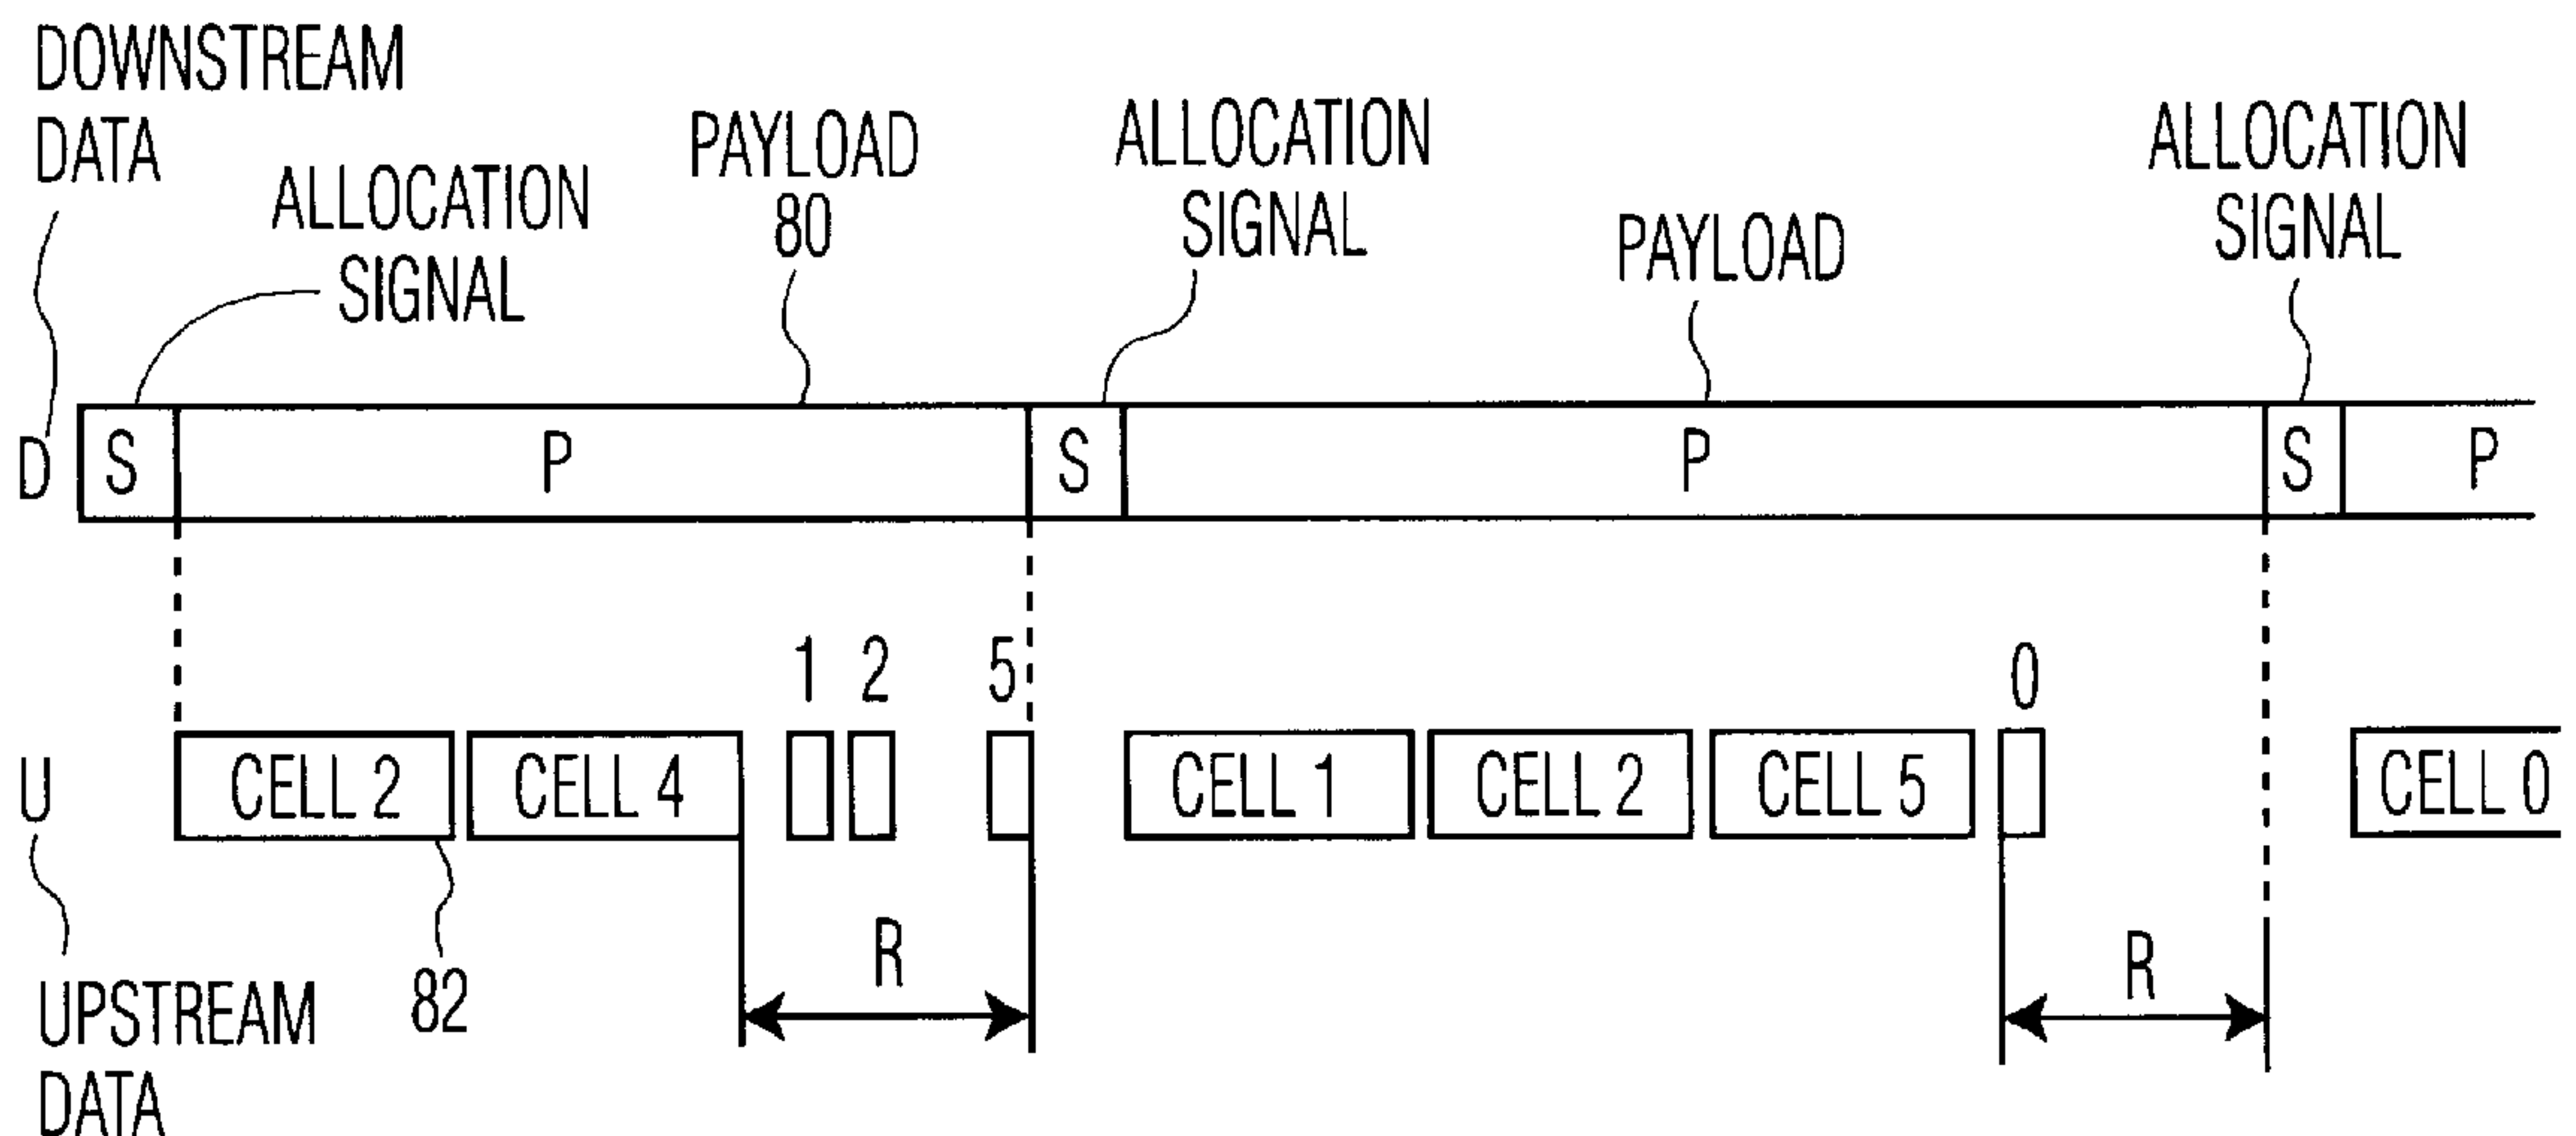 DOWNSTREAM
DATA
ALLOCATION
SIGNAL
PAYLOAD
80
ALLOCATION
SIGNAL
PAYLOAD
ALLOCATION
SIGNAL
D S P S P S P
1 2 5 0
U CELL 2 CELL 4 CELL 1 CELL 2 CELL 5 CELL 0
R R
82
UPSTREAM
DATA